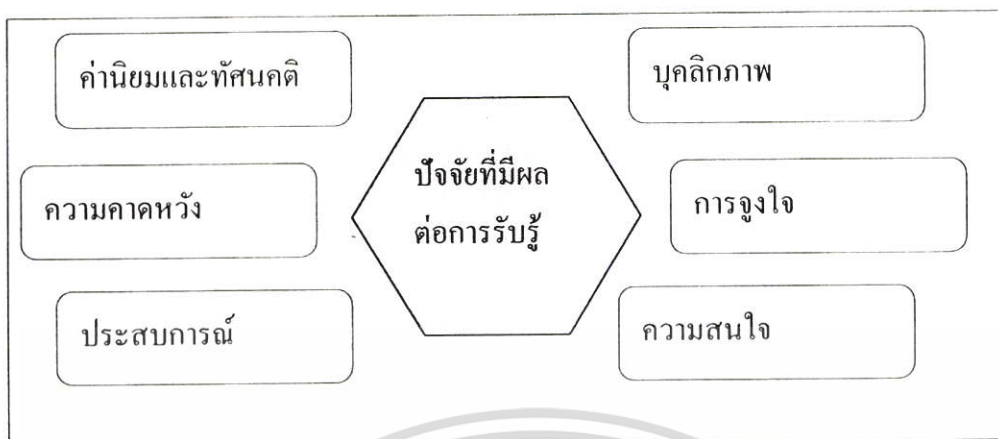 ค่านิยมและทัศนคติ
บุคลิกภาพ
ปัจจัยที่มีผล
ต่อการรับรู้
ความคาดหวัง
การจูงใจ
ประสบการณ์
ความสนใจ